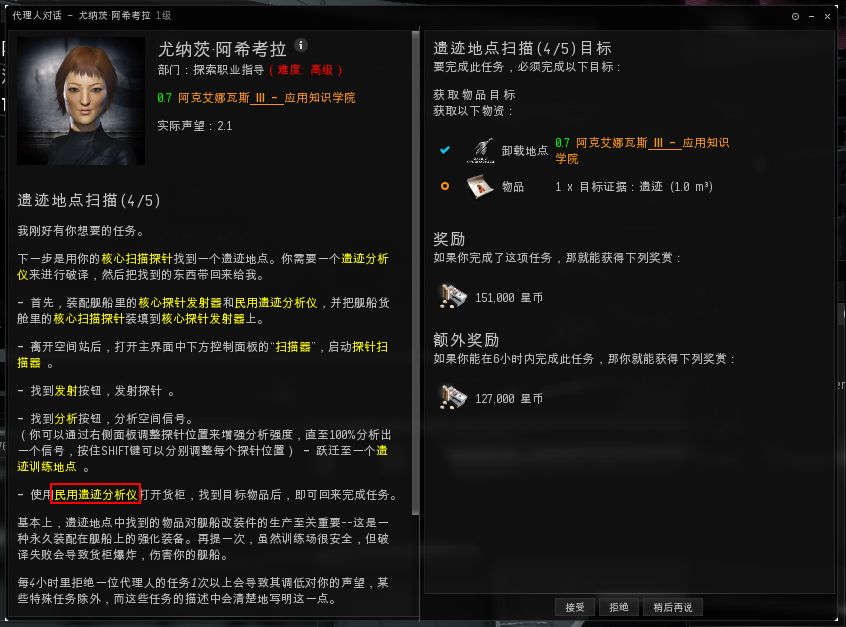 代理人对话 - 尤纳茨·阿希考拉 1级
尤纳茨·阿希考拉
部门：探索职业指导（难度: 高级）
0.7 阿克艾娜瓦斯 III - 应用知识学院
实际声望：2.1
遗迹地点扫描(4/5)
我刚好有你想要的任务。
下一步是用你的核心扫描探针找到一个遗迹地点。你需要一个遗迹分析
仪来进行破译，然后把找到的东西带回来给我。
- 首先，装配舰船里的核心探针发射器和民用遗迹分析仪，并把舰船货
舱里的核心扫描探针装填到核心探针发射器上。
- 离开空间站后，打开主界面中下方控制面板的"扫描器"，启动探针扫
描器 。
- 找到发射按钮，发射探针 。
- 找到分析按钮，分析空间信号。
（你可以通过右侧面板调整探针位置来增强分析强度，直至100%分析出
一个信号，按住SHIFT键可以分别调整每个探针位置） - 跃迁至一个遗
迹训练地点 。
- 使用民用遗迹分析仪打开货柜，找到目标物品后，即可回来完成任务。
基本上，遗迹地点中找到的物品对舰船改装件的生产至关重要--这是一
种永久装配在舰船上的强化装备。再提一次，虽然训练场很安全，但破
译失败会导致货柜爆炸，伤害你的舰船。
每4小时里拒绝一位代理人的任务1次以上会导致其调低对你的声望，某
些特殊任务除外，而这些任务的描述中会清楚地写明这一点。
遗迹地点扫描(4/5)目标
要完成此任务，必须完成以下目标：
获取物品目标
获取以下物资：
卸载地点 0.7 阿克艾娜瓦斯 III - 应用知识
学院
物品 1 x 目标证据：遗迹 (1.0 m³)
奖励
如果你完成了这项任务，那就能获得下列奖赏：
151,000 星币
额外奖励
如果你能在6小时内完成此任务，那你就能获得下列奖赏：
127,000 星币
接受 拒绝 稍后再说